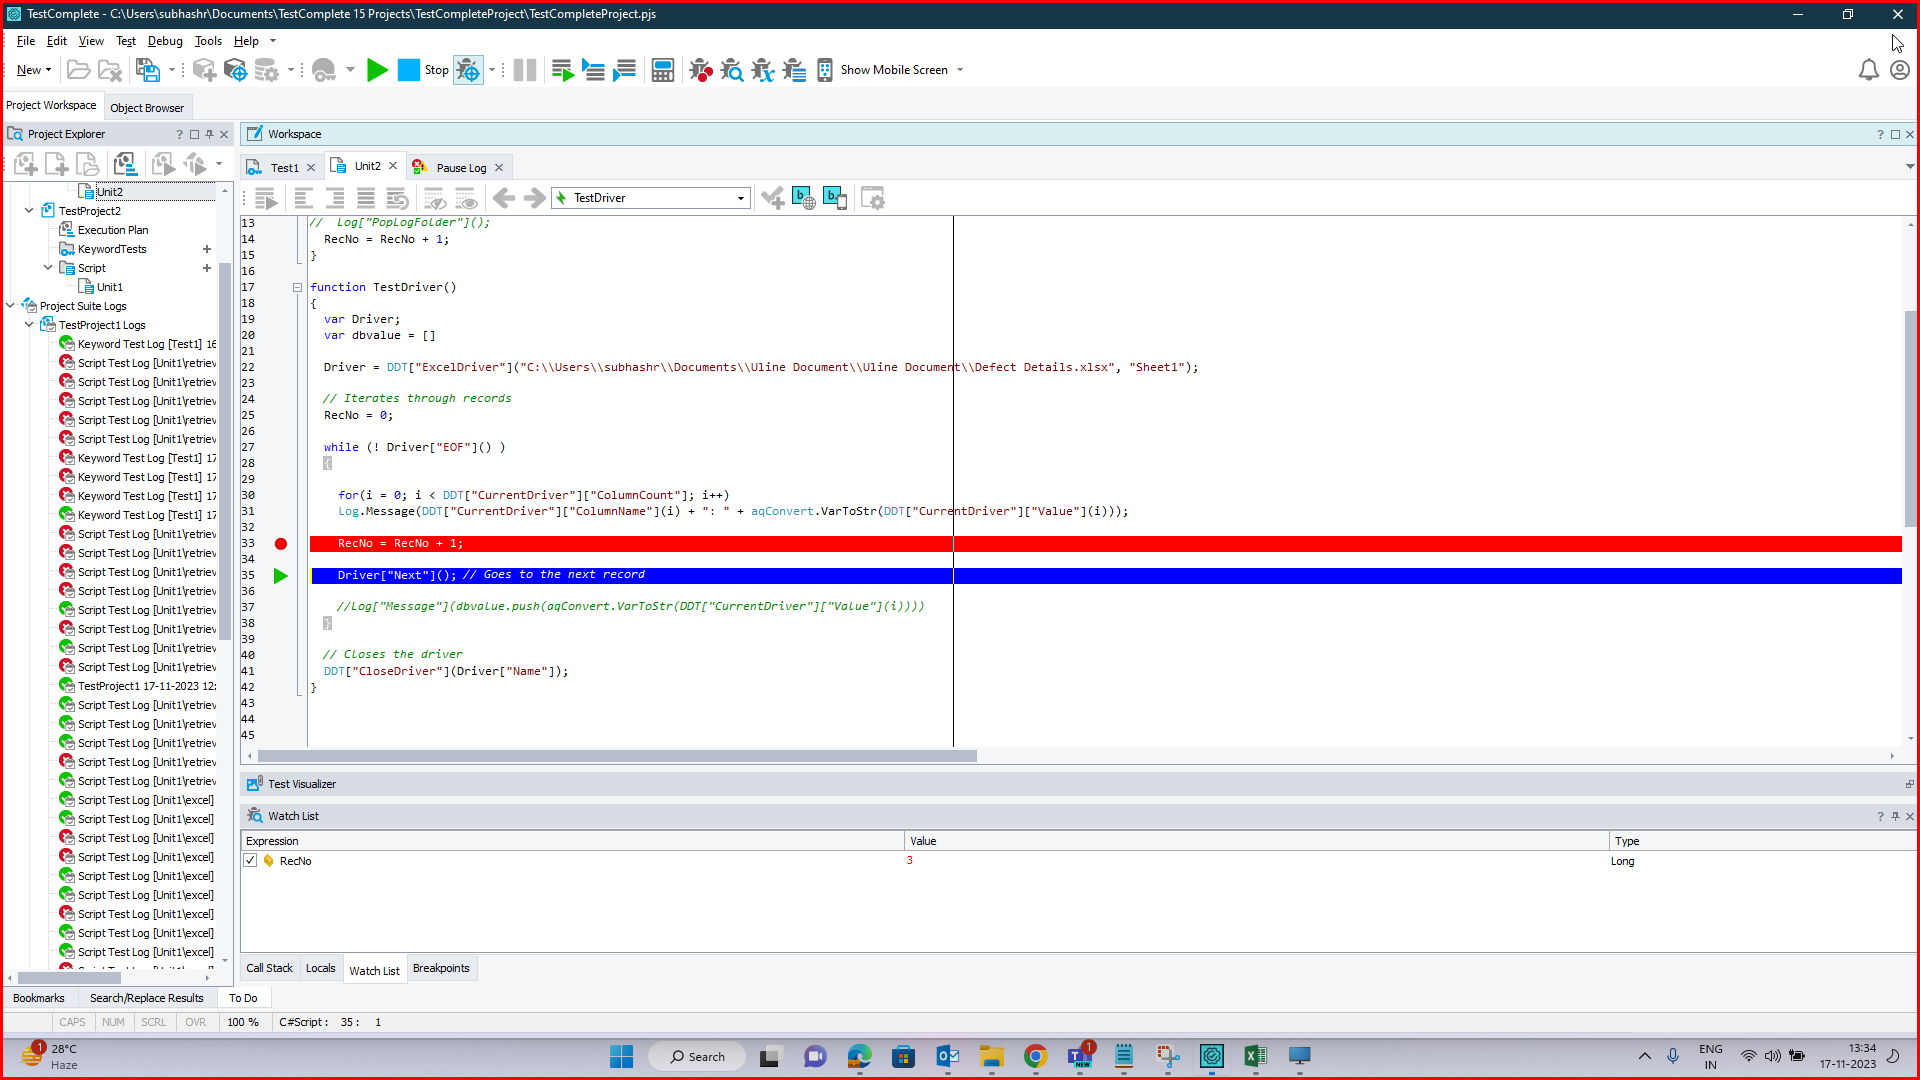 TestComplete - C:\Users\subhashr\Documents\TestComplete 15 Projects\TestCompleteProject\TestCompleteProject.pjs
File Edit View Test Debug Tools Help
New Stop Show Mobile Screen
Project Workspace Object Browser
Project Explorer
Unit2
TestProject2
Execution Plan
KeywordTests
Script
Unit1
Project Suite Logs
TestProject1 Logs
Keyword Test Log [Test1] 16
Script Test Log [Unit1\retriev
Script Test Log [Unit1\retriev
Script Test Log [Unit1\retriev
Script Test Log [Unit1\retriev
Script Test Log [Unit1\retriev
Keyword Test Log [Test1] 17
Keyword Test Log [Test1] 17
Keyword Test Log [Test1] 17
Keyword Test Log [Test1] 17
Script Test Log [Unit1\retriev
Script Test Log [Unit1\retriev
Script Test Log [Unit1\retriev
Script Test Log [Unit1\retriev
Script Test Log [Unit1\retriev
Script Test Log [Unit1\retriev
Script Test Log [Unit1\retriev
Script Test Log [Unit1\retriev
TestProject1 17-11-2023 12:
Script Test Log [Unit1\retriev
Script Test Log [Unit1\retriev
Script Test Log [Unit1\retriev
Script Test Log [Unit1\retriev
Script Test Log [Unit1\retriev
Script Test Log [Unit1\excel]
Script Test Log [Unit1\excel]
Script Test Log [Unit1\excel]
Script Test Log [Unit1\excel]
Script Test Log [Unit1\excel]
Script Test Log [Unit1\excel]
Script Test Log [Unit1\excel]
Script Test Log [Unit1\excel]
Script Test Log [Unit1\excel]
Workspace
Test1 Unit2 Pause Log
TestDriver
13 // Log["PopLogFolder"]();
14 RecNo = RecNo + 1;
15 }
16
17 function TestDriver()
18 {
19 var Driver;
20 var dbvalue = []
21
22 Driver = DDT["ExcelDriver"]("C:\\Users\\subhashr\\Documents\\Uline Document\\Uline Document\\Defect Details.xlsx", "Sheet1");
23
24 // Iterates through records
25 RecNo = 0;
26
27 while (! Driver["EOF"]() )
28 {
29
30 for(i = 0; i < DDT["CurrentDriver"]["ColumnCount"]; i++)
31 Log.Message(DDT["CurrentDriver"]["ColumnName"](i) + ": " + aqConvert.VarToStr(DDT["CurrentDriver"]["Value"](i)));
32
33 RecNo = RecNo + 1;
34
35 Driver["Next"](); // Goes to the next record
36
37 //Log["Message"](dbvalue.push(aqConvert.VarToStr(DDT["CurrentDriver"]["Value"](i))))
38 }
39
40 // Closes the driver
41 DDT["CloseDriver"](Driver["Name"]);
42 }
43
44
45
Test Visualizer
Watch List
Expression Value Type
RecNo 3 Long
Call Stack Locals Watch List Breakpoints
Bookmarks Search/Replace Results To Do
CAPS NUM SCRL OVR 100 % C#Script : 35 : 1
1 28°C
Haze
Search
1
NEW
ENG
IN
13:34
17-11-2023